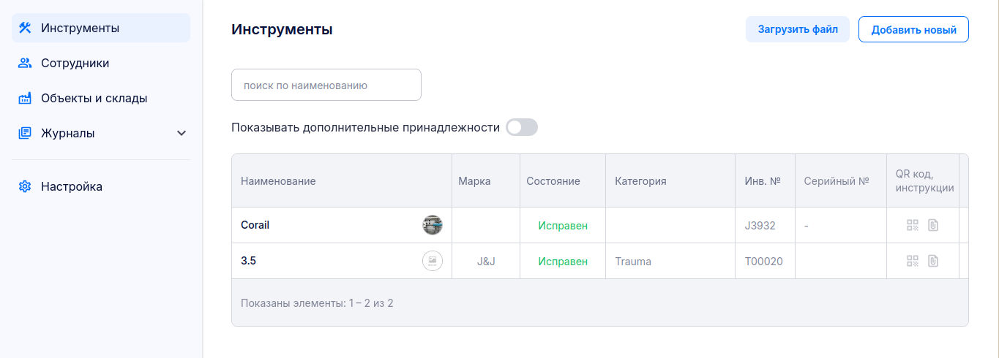 Инструменты
Сотрудники
Объекты и склады
Журналы
Настройка
Инструменты
Загрузить файл
Добавить новый
поиск по наименованию
Показывать дополнительные принадлежности
Наименование Марка Состояние Категория Инв. № Серийный № QR код, инструкции
Corail Исправен J3932 -
3.5 J&J Исправен Trauma T00020
Показаны элементы: 1 – 2 из 2